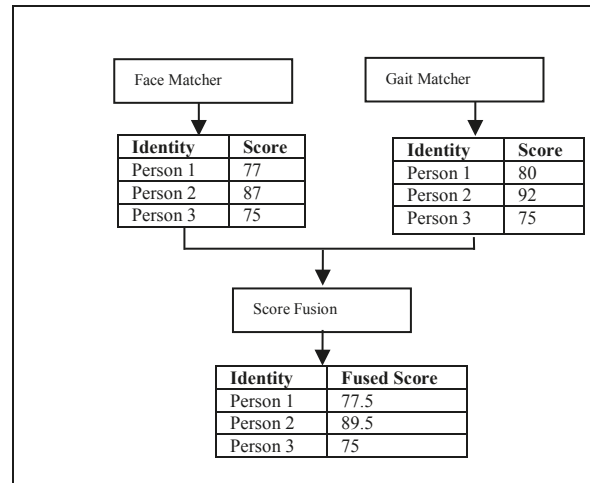 Face Matcher
Gait Matcher
Identity Score
Person 1 77
Person 2 87
Person 3 75
Identity Score
Person 1 80
Person 2 92
Person 3 75
Score Fusion
Identity Fused Score
Person 1 77.5
Person 2 89.5
Person 3 75